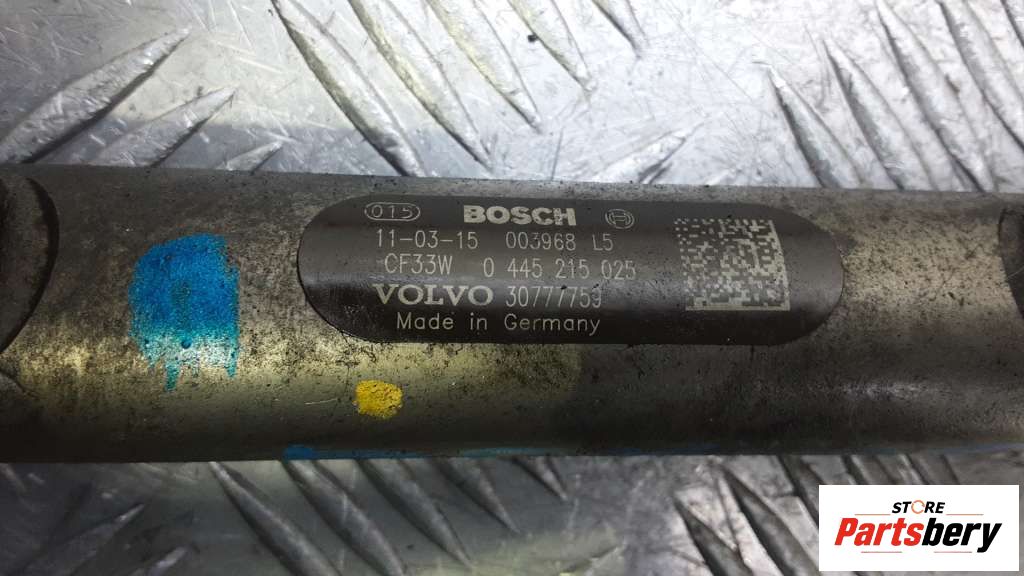 015 BOSCH
11-03-15 003968 L5
CF33W 0 445 215 025
VOLVO 30777759
Made in Germany
STORE
Partsbery